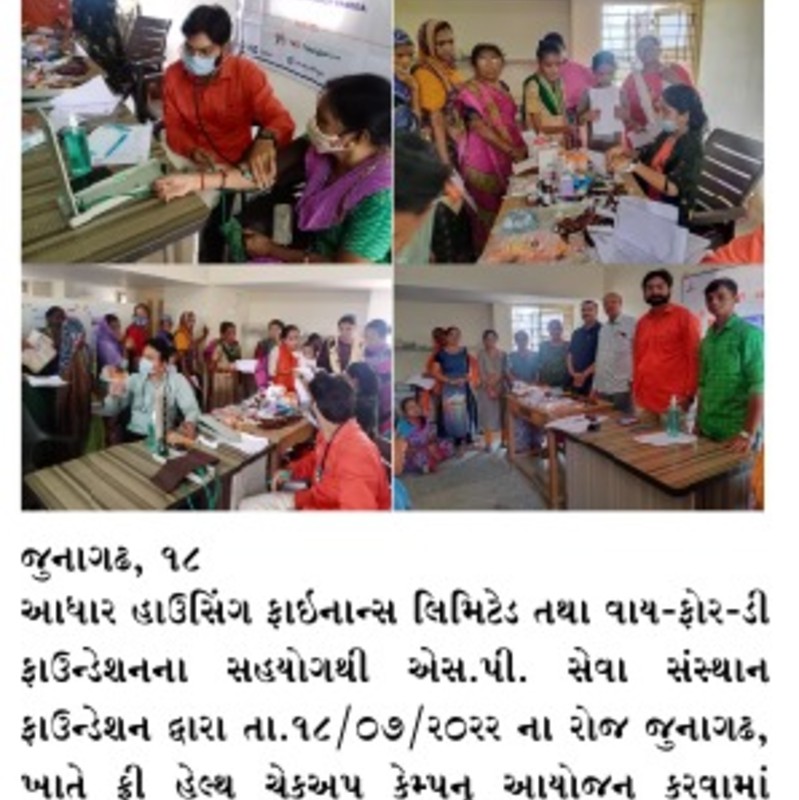 જુનાગઢ, ૧૮
આધાર હાઉસિંગ ફાઇનાન્સ લિમિટેડ તથા વાય-ફોર-ડી
ફાઉન્ડેશનના સહયોગથી એસ.પી. સેવા સંસ્થાન
ફાઉન્ડેશન દ્વારા તા.૧૮/૦૭/૨૦૨૨ ના રોજ જુનાગઢ,
ખાતે ફ્રી હેલ્થ ચેકઅપ કેમ્પનુ આયોજન કરવામાં